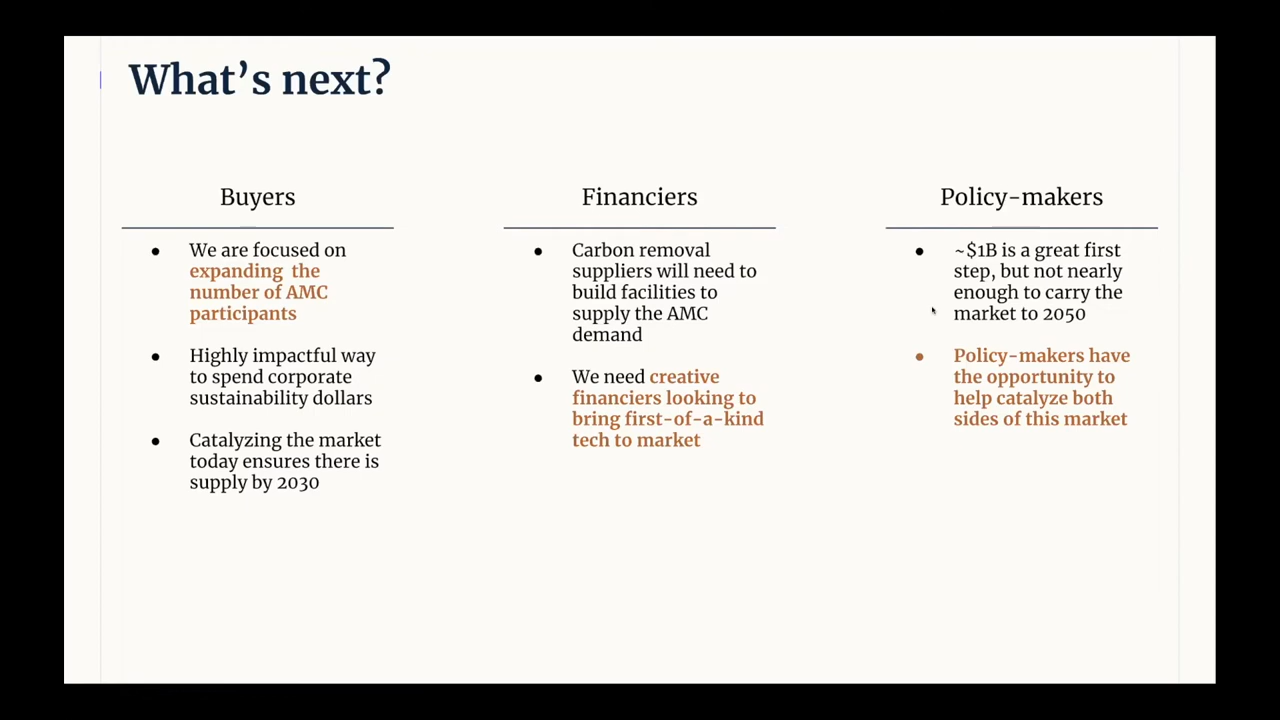 What's next?
Buyers
● We are focused on
expanding the
number of AMC
participants
● Highly impactful way
to spend corporate
sustainability dollars
● Catalyzing the market
today ensures there is
supply by 2030
Financiers
● Carbon removal
suppliers will need to
build facilities to
supply the AMC
demand
● We need creative
financiers looking to
bring first-of-a-kind
tech to market
Policy-makers
● ~$1B is a great first
step, but not nearly
enough to carry the
market to 2050
● Policy-makers have
the opportunity to
help catalyze both
sides of this market